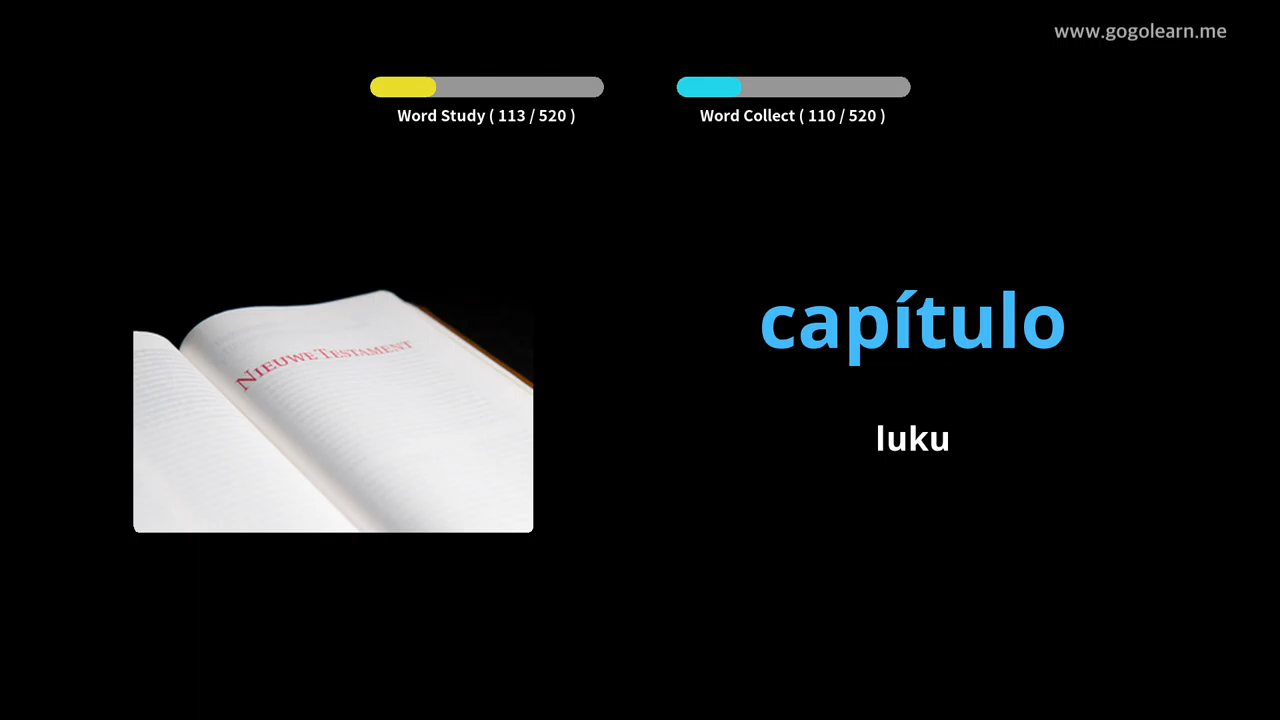 www.gogolearn.me
Word Study ( 113 / 520 )
Word Collect ( 110 / 520 )
NIEUWE TESTAMENT
capítulo
luku